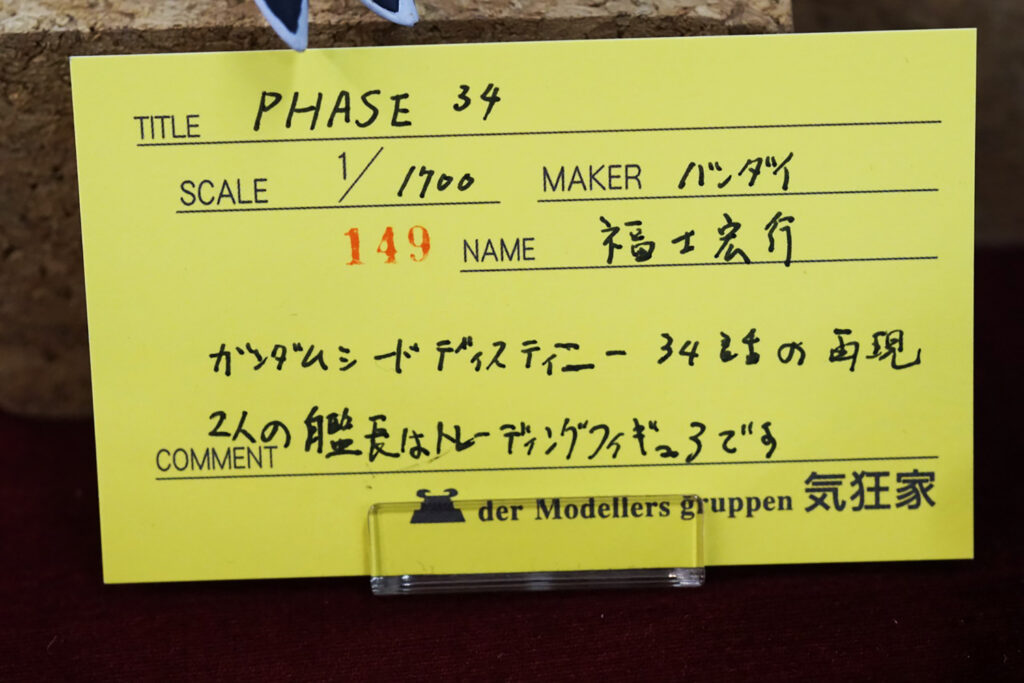 TITLE PHASE 34
SCALE 1/1700 MAKER バンダイ
149 NAME 福士宏行
ガンダムシードディスティニー 34話の再現
2人の艦長はトレーディングフィギュアです
COMMENT
der Modellers gruppen 気狂家